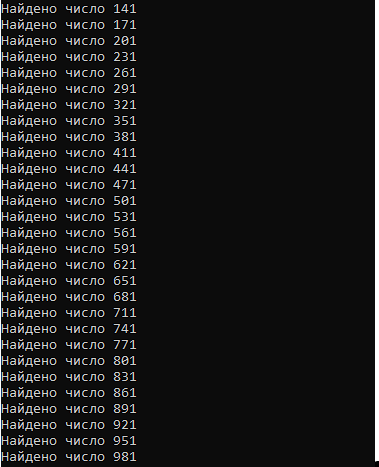 Найдено число 141
Найдено число 171
Найдено число 201
Найдено число 231
Найдено число 261
Найдено число 291
Найдено число 321
Найдено число 351
Найдено число 381
Найдено число 411
Найдено число 441
Найдено число 471
Найдено число 501
Найдено число 531
Найдено число 561
Найдено число 591
Найдено число 621
Найдено число 651
Найдено число 681
Найдено число 711
Найдено число 741
Найдено число 771
Найдено число 801
Найдено число 831
Найдено число 861
Найдено число 891
Найдено число 921
Найдено число 951
Найдено число 981